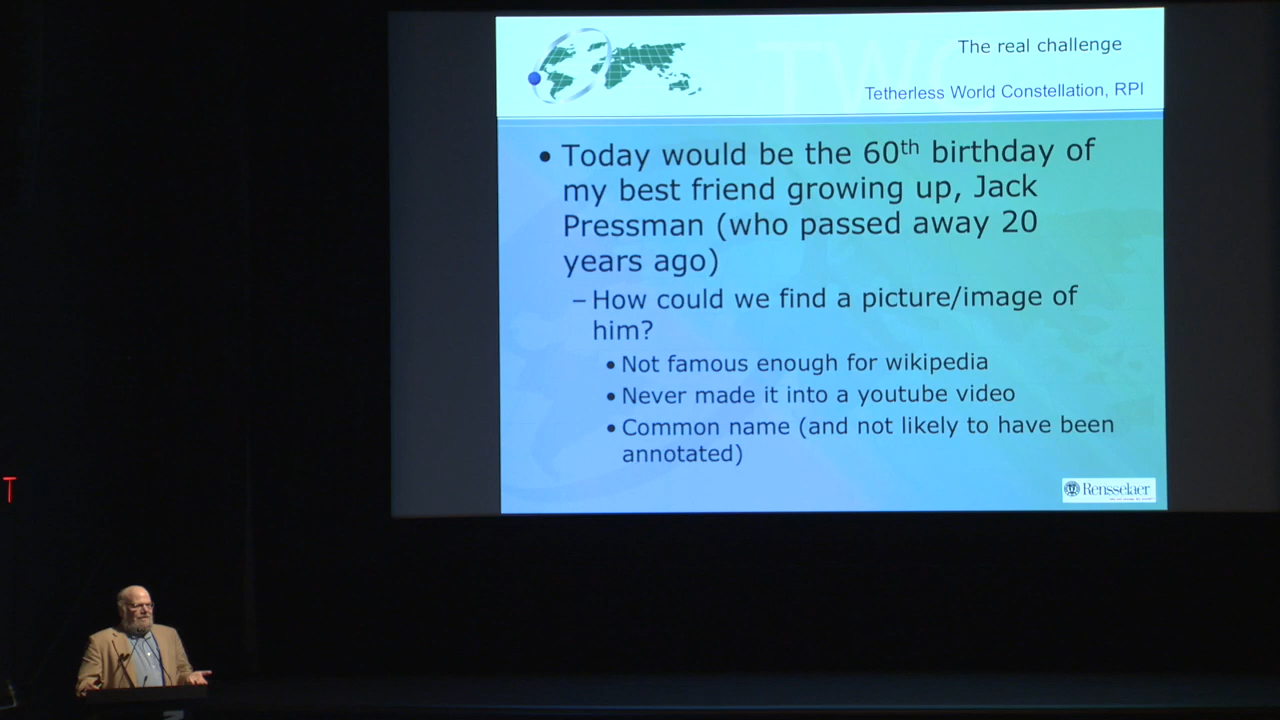 The real challenge
TWC
Tetherless World Constellation, RPI
• Today would be the 60th birthday of
my best friend growing up, Jack
Pressman (who passed away 20
years ago)
– How could we find a picture/image of
him?
• Not famous enough for wikipedia
• Never made it into a youtube video
• Common name (and not likely to have been
annotated)
Rensselaer